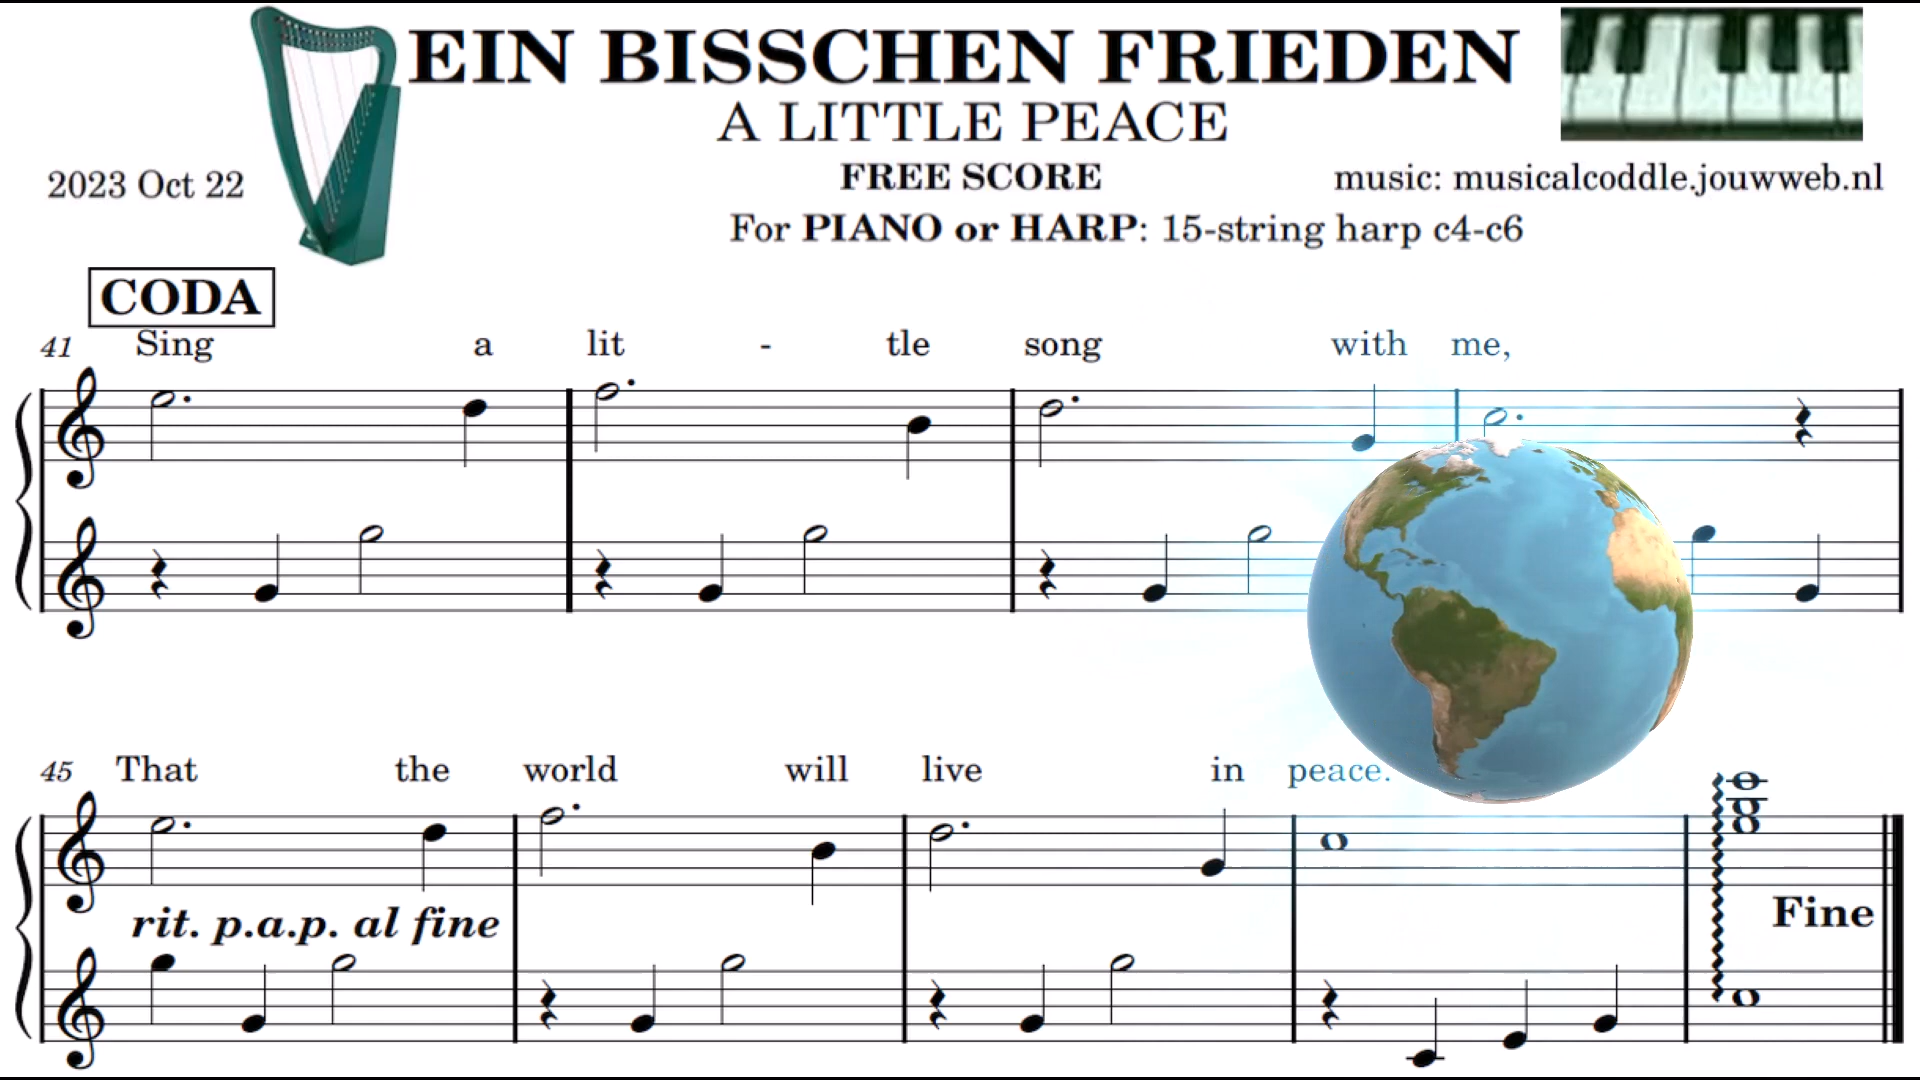 EIN BISSCHEN FRIEDEN
A LITTLE PEACE
FREE SCORE
2023 Oct 22
music: musicalcoddle.jouwweb.nl
For PIANO or HARP: 15-string harp c4-c6
CODA
41 Sing a lit - tle song with me,
45 That the world will live in peace.
rit. p.a.p. al fine
Fine